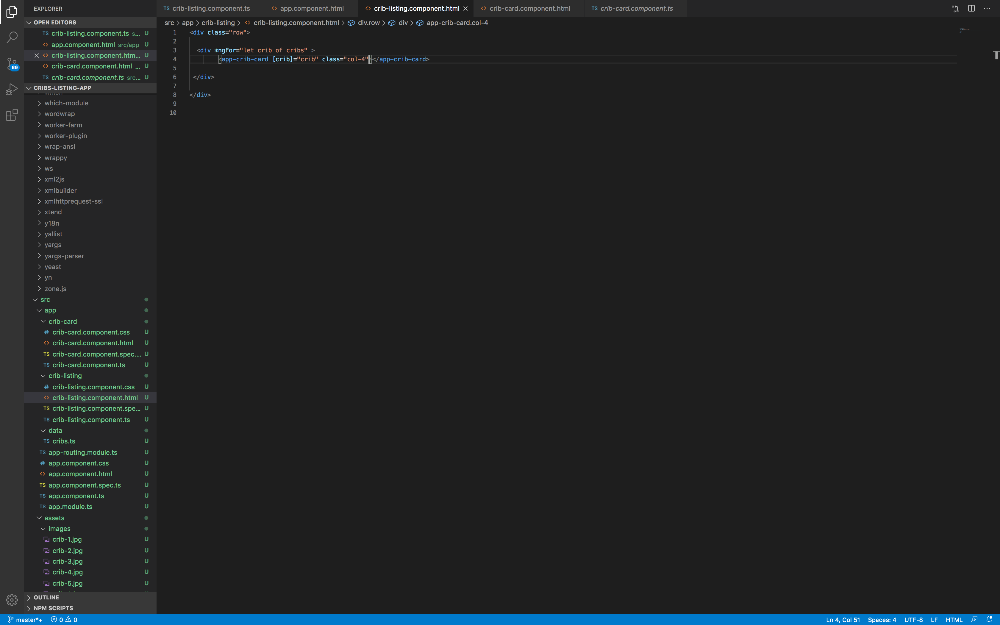 EXPLORER
OPEN EDITORS
TS crib-listing.component.ts s... U
<> app.component.html src/app U
<> crib-listing.component.htm... U
<> crib-card.component.html ... U
TS crib-card.component.ts src... U
CRIBS-LISTING-APP
which-module
wordwrap
worker-farm
worker-plugin
wrap-ansi
wrappy
ws
xml2js
xmlbuilder
xmlhttprequest-ssl
xtend
y18n
yallist
yargs
yargs-parser
yeast
yn
zone.js
src
app
crib-card
# crib-card.component.css U
<> crib-card.component.html U
TS crib-card.component.spec.... U
TS crib-card.component.ts U
crib-listing
# crib-listing.component.css U
<> crib-listing.component.html U
TS crib-listing.component.spe... U
TS crib-listing.component.ts U
data
TS cribs.ts U
TS app-routing.module.ts U
# app.component.css U
<> app.component.html U
TS app.component.spec.ts U
TS app.component.ts U
TS app.module.ts U
assets
images
crib-1.jpg U
crib-2.jpg U
crib-3.jpg U
crib-4.jpg U
crib-5.jpg U
OUTLINE
NPM SCRIPTS
69
TS crib-listing.component.ts <> app.component.html <> crib-listing.component.html <> crib-card.component.html TS crib-card.component.ts
src > app > crib-listing > <> crib-listing.component.html > div.row > div > app-crib-card.col-4
1 <div class="row">
2
3 <div *ngFor="let crib of cribs" >
4 <app-crib-card [crib]="crib" class="col-4"></app-crib-card>
5
6 </div>
7
8 </div>
9
10
master*+ 0 0 Ln 4, Col 51 Spaces: 4 UTF-8 LF HTML